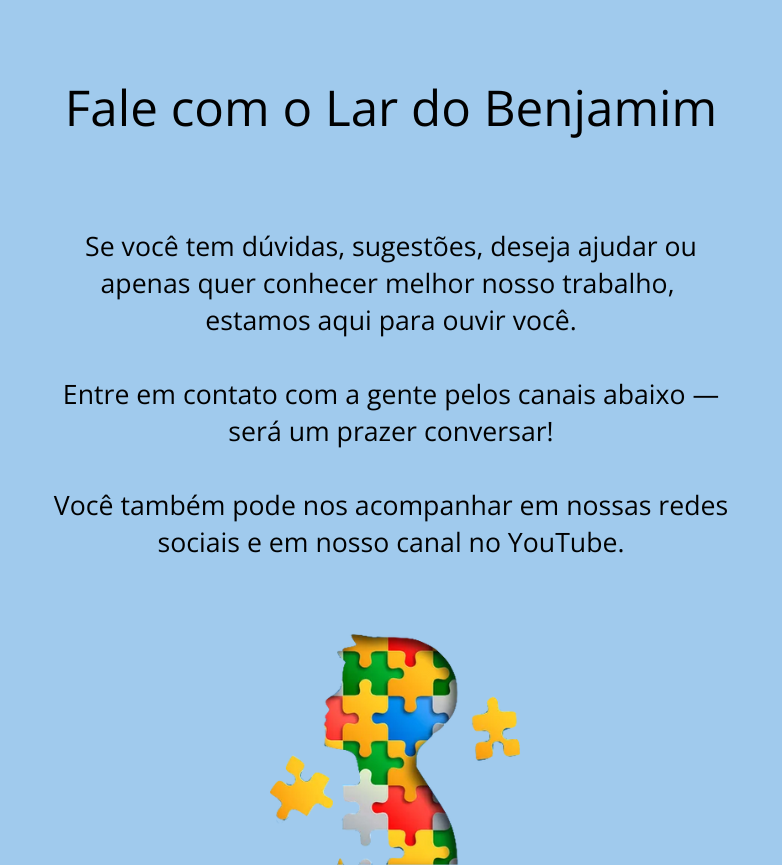 Fale com o Lar do Benjamim
Se você tem dúvidas, sugestões, deseja ajudar ou
apenas quer conhecer melhor nosso trabalho,
estamos aqui para ouvir você.
Entre em contato com a gente pelos canais abaixo —
será um prazer conversar!
Você também pode nos acompanhar em nossas redes
sociais e em nosso canal no YouTube.